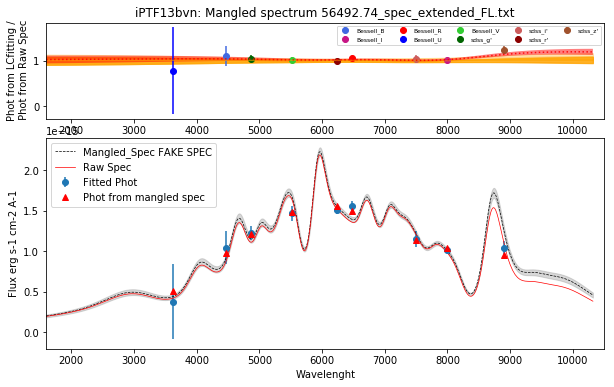 iPTF13bvn: Mangled spectrum 56492.74_spec_extended_FL.txt
Phot from LCfitting /
Phot from Raw Spec
1
0
Bessell_B
Bessell_I
Bessell_R
Bessell_U
Bessell_V
sdss_g'
sdss_i'
sdss_r'
sdss_z'
2000 3000 4000 5000 6000 7000 8000 9000 10000
Flux erg s-1 cm-2 A-1
2.0
1.5
1.0
0.5
0.0
Mangled_Spec FAKE SPEC
Raw Spec
Fitted Phot
Phot from mangled spec
2000 3000 4000 5000 6000 7000 8000 9000 10000
Wavelenght